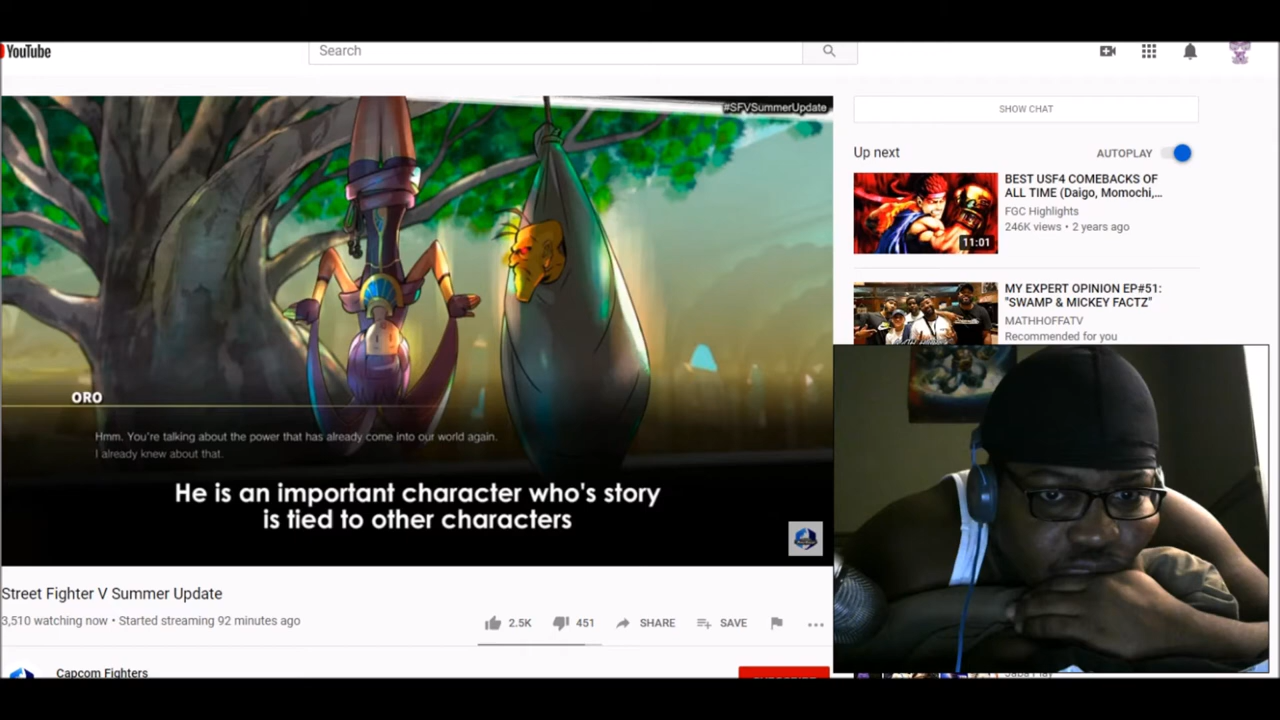 YouTube
Search
#SFVSummerUpdate
ORO
Hmm. You're talking about the power that has already come into our world again.
I already knew about that.
He is an important character who's story
is tied to other characters
Street Fighter V Summer Update
3,510 watching now • Started streaming 92 minutes ago
2.5K
451
SHARE
SAVE
Capcom Fighters
SHOW CHAT
Up next
AUTOPLAY
BEST USF4 COMEBACKS OF
ALL TIME (Daigo, Momochi,...
FGC Highlights
246K views • 2 years ago
11:01
MY EXPERT OPINION EP#51:
"SWAMP & MICKEY FACTZ"
MATHHOFFATV
Recommended for you